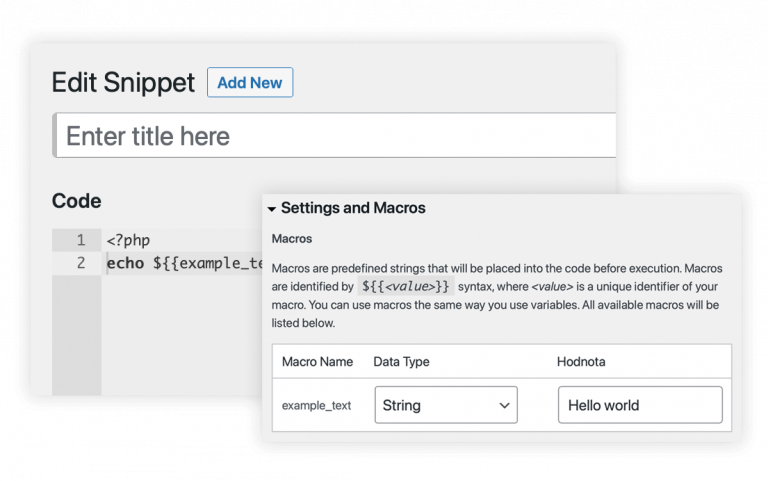 Edit Snippet Add New
Enter title here
Code
1 <?php
2 echo ${{example_te
Settings and Macros
Macros
Macros are predefined strings that will be placed into the code before execution. Macros
are identified by ${{<value>}} syntax, where <value> is a unique identifier of your
macro. You can use macros the same way you use variables. All available macros will be
listed below.
Macro Name Data Type Hodnota
example_text String Hello world